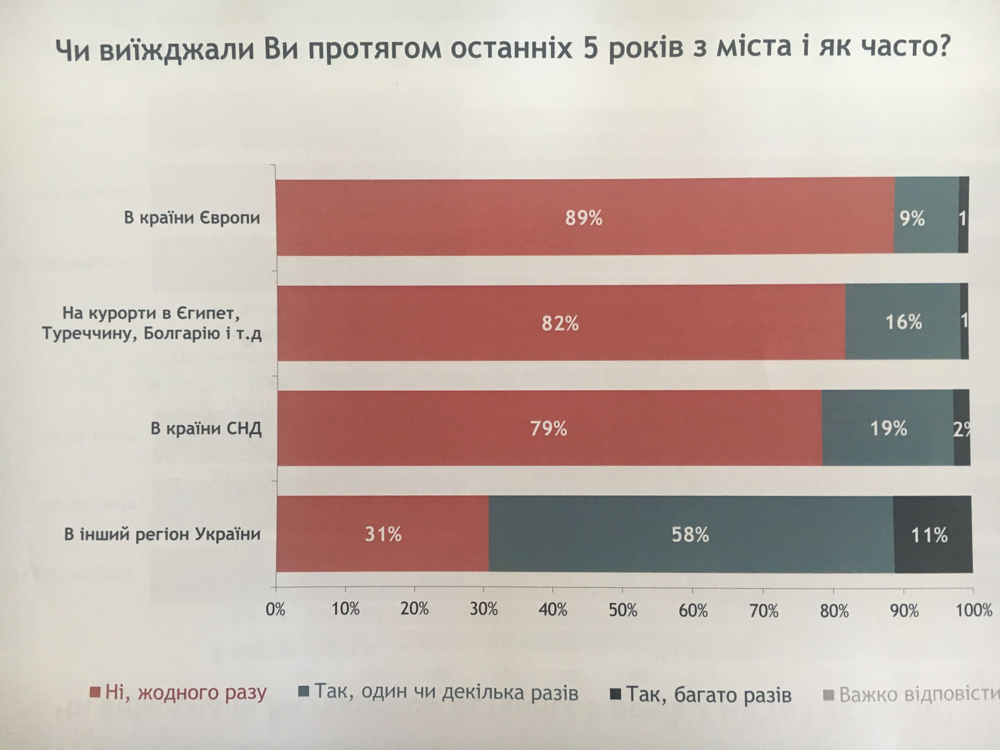 Чи виїжджали Ви протягом останніх 5 років з міста і як часто?
В країни Європи
89%
9%
1
На курорти в Єгипет,
Туреччину, Болгарію і т.д
82%
16%
1
В країни СНД
79%
19%
2%
В інший регіон України
31%
58%
11%
0% 10% 20% 30% 40% 50% 60% 70% 80% 90% 100%
Ні, жодного разу Так, один чи декілька разів Так, багато разів Важко відповісти